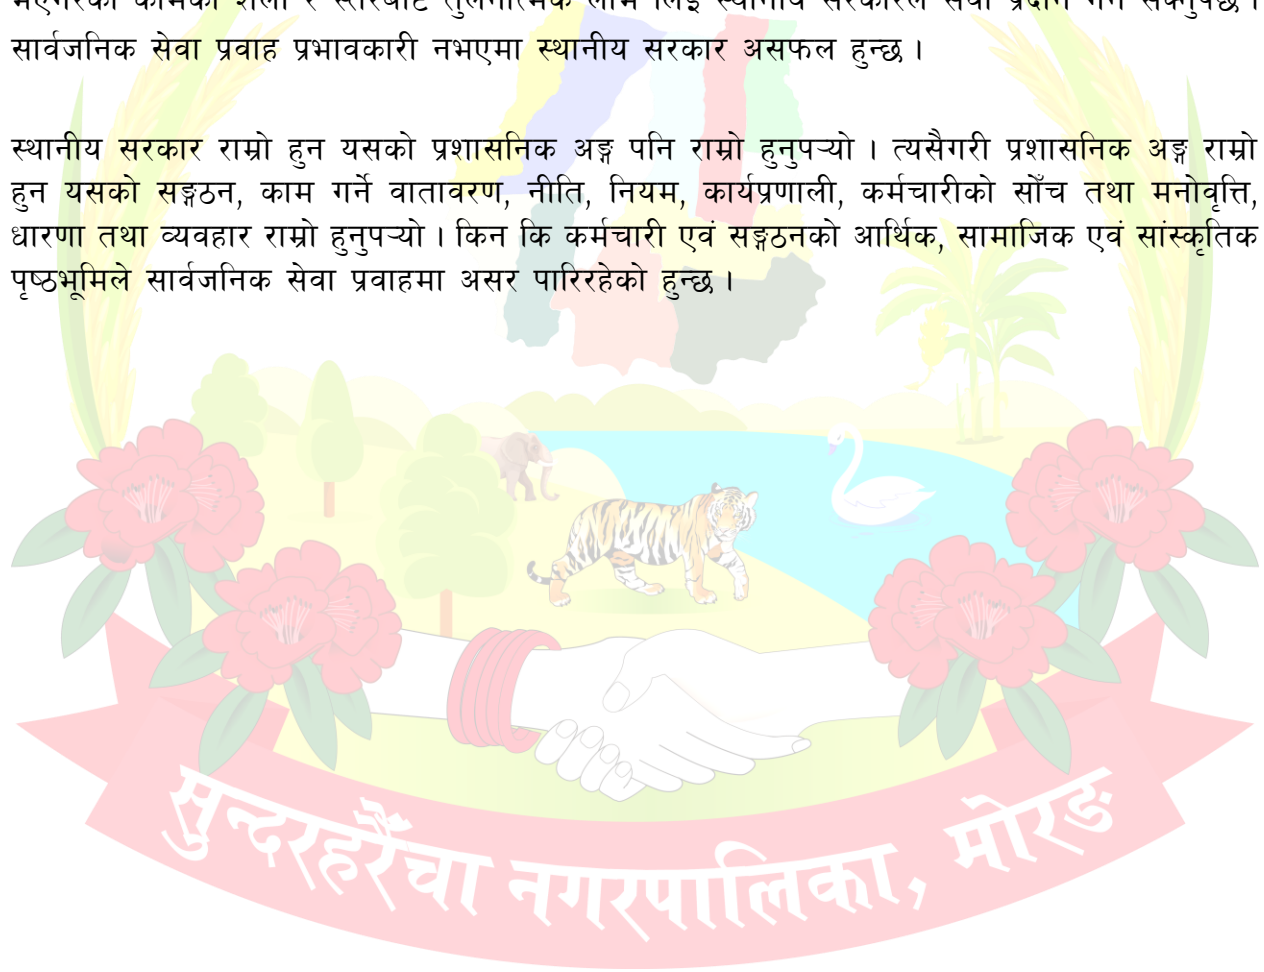 सार्वजनिक सेवा प्रवाह प्रभावकारी नभएमा स्थानीय सरकार असफल हुन्छ ।
स्थानीय सरकार राम्रो हुन यसको प्रशासनिक अङ्ग पनि राम्रो हुनुपऱ्यो । त्यसैगरी प्रशासनिक अङ्ग राम्रो
हुन यसको सङ्गठन, काम गर्ने वातावरण, नीति, नियम, कार्यप्रणाली, कर्मचारीको सोँच तथा मनोवृत्ति,
धारणा तथा व्यवहार राम्रो हुनुपऱ्यो । किन कि कर्मचारी एवं सङ्गठनको आर्थिक, सामाजिक एवं सांस्कृतिक
पृष्ठभूमिले सार्वजनिक सेवा प्रवाहमा असर पारिरहेको हुन्छ ।
सुन्दरहरैँचा नगरपालिका, मोरङ